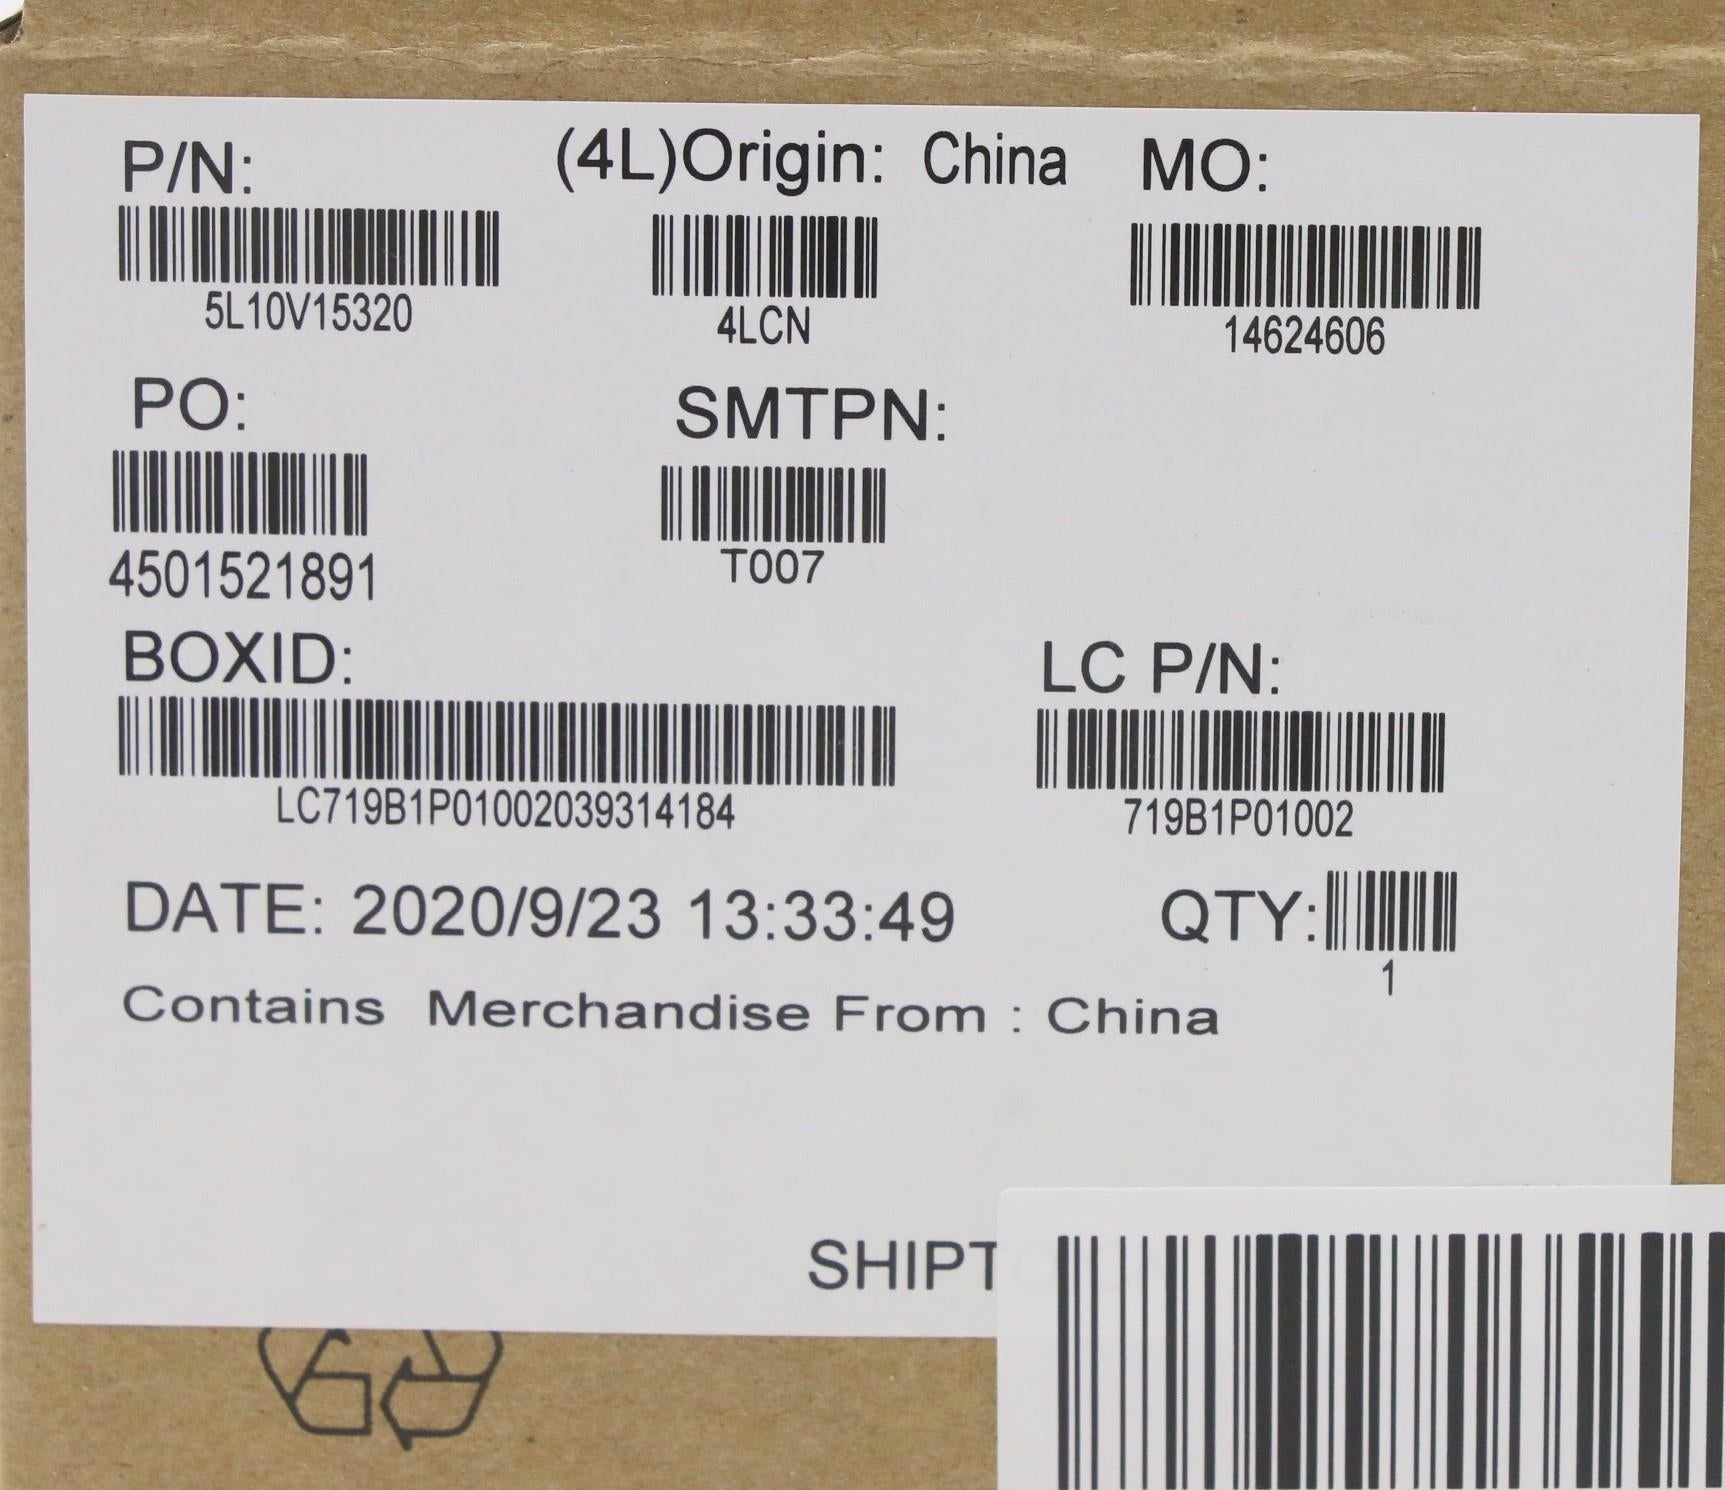 P/N: (4L)Origin: China MO:
5L10V15320 4LCN 14624606
PO: SMTPN:
4501521891 T007
BOXID: LC P/N:
LC719B1P01002039314184 719B1P01002
DATE: 2020/9/23 13:33:49 QTY:
1
Contains Merchandise From : China
SHIPT